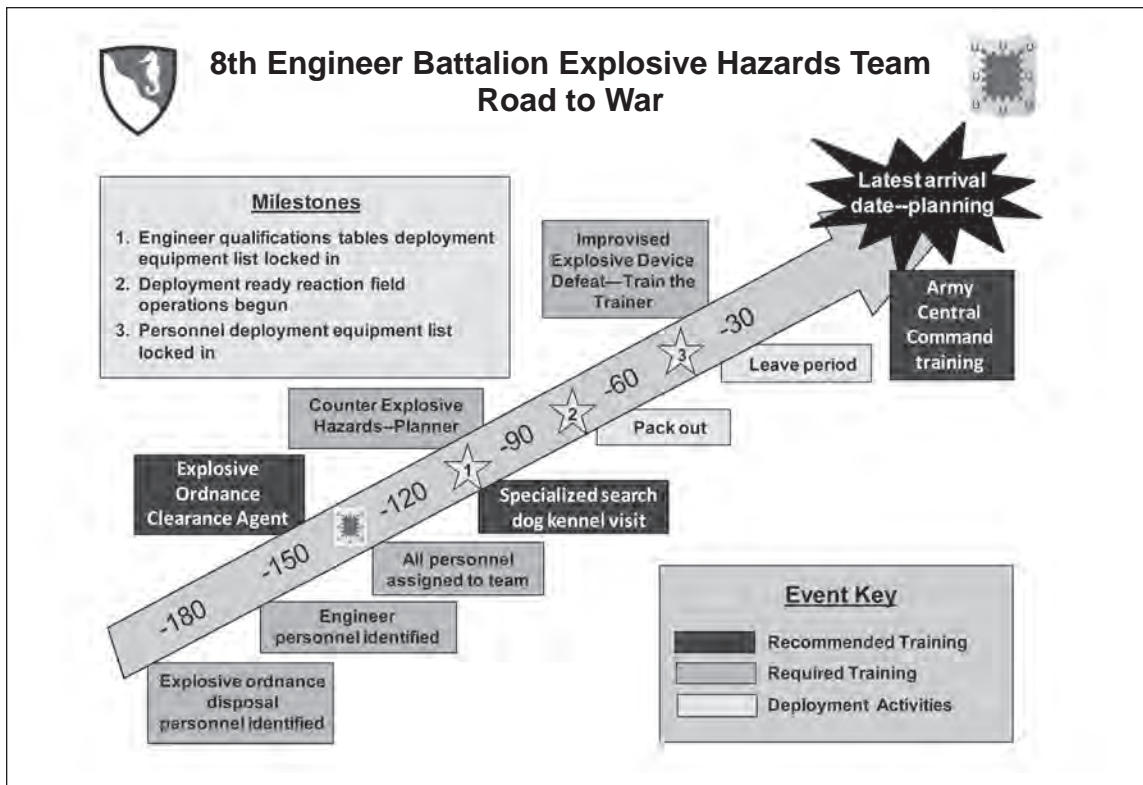 8th Engineer Battalion Explosive Hazards Team
Road to War
Milestones
1. Engineer qualifications tables deployment
equipment list locked in
2. Deployment ready reaction field
operations begun
3. Personnel deployment equipment list
locked in
Improvised
Explosive Device
Defeat—Train the
Trainer
Latest arrival
date--planning
Army
Central
Command
training
Counter Explosive
Hazards--Planner
Explosive
Ordnance
Clearance Agent
-180
-150
-120
1
-90
2
-60
3
-30
Leave period
Pack out
Specialized search
dog kennel visit
All personnel
assigned to team
Engineer
personnel identified
Explosive ordnance
disposal
personnel identified
Event Key
Recommended Training
Required Training
Deployment Activities